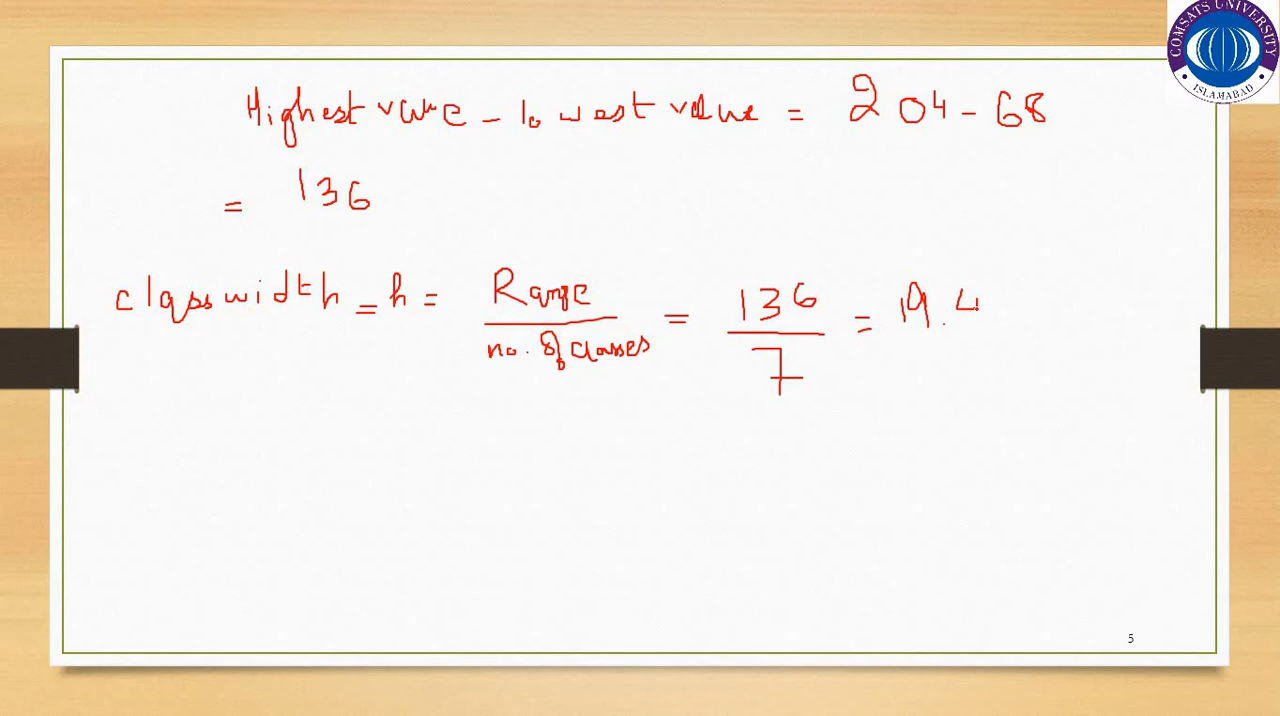 COMSATS UNIVERSITY ISLAMABAD
Highest value - lowest value = 204 - 68
= 136
class width = h = Range / no. of classes = 136 / 7 = 19.4
5